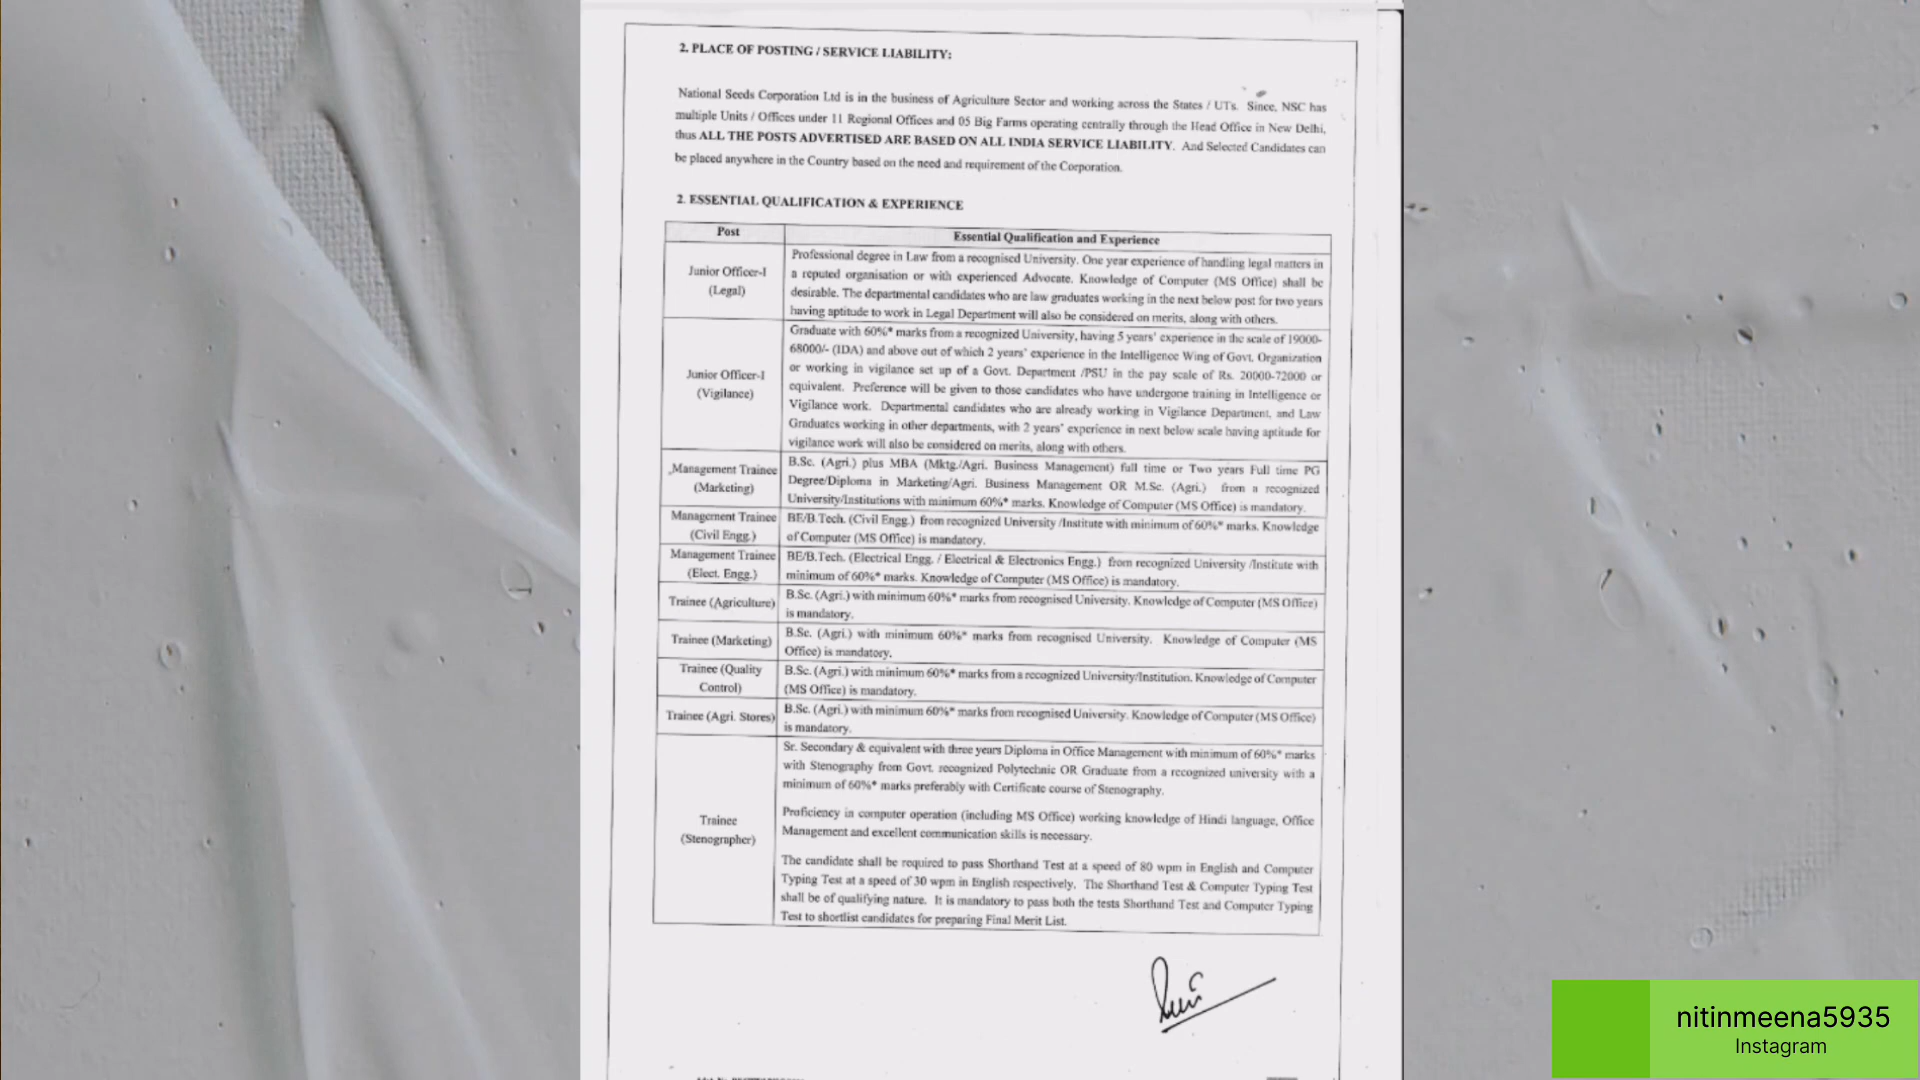 2. PLACE OF POSTING / SERVICE LIABILITY:
National Seeds Corporation Ltd is in the business of Agriculture Sector and working across the States / UTs. Since, NSC has
multiple Units / Offices under 11 Regional Offices and 05 Big Farms operating centrally through the Head Office in New Delhi,
thus ALL THE POSTS ADVERTISED ARE BASED ON ALL INDIA SERVICE LIABILITY. And Selected Candidates can
be placed anywhere in the Country based on the need and requirement of the Corporation.
2. ESSENTIAL QUALIFICATION & EXPERIENCE
Post
Essential Qualification and Experience
Junior Officer-I
(Legal)
Professional degree in Law from a recognised University. One year experience of handling legal matters in
a reputed organisation or with experienced Advocate. Knowledge of Computer (MS Office) shall be
desirable. The departmental candidates who are law graduates working in the next below post for two years
having aptitude to work in Legal Department will also be considered on merits, along with others.
Junior Officer-I
(Vigilance)
Graduate with 60%* marks from a recognized University, having 5 years' experience in the scale of 19000-
68000/- (IDA) and above out of which 2 years' experience in the Intelligence Wing of Govt. Organization
or working in vigilance set up of a Govt. Department /PSU in the pay scale of Rs. 20000-72000 or
equivalent. Preference will be given to those candidates who have undergone training in Intelligence or
Vigilance work. Departmental candidates who are already working in Vigilance Department, and Law
Graduates working in other departments, with 2 years' experience in next below scale having aptitude for
vigilance work will also be considered on merits, along with others.
Management Trainee
(Marketing)
B.Sc. (Agri.) plus MBA (Mktg./Agri. Business Management) full time or Two years Full time PG
Degree/Diploma in Marketing/Agri. Business Management OR M.Sc. (Agri.) from a recognized
University/Institutions with minimum 60%* marks. Knowledge of Computer (MS Office) is mandatory.
Management Trainee
(Civil Engg.)
BE/B.Tech. (Civil Engg.) from recognized University /Institute with minimum of 60%* marks. Knowledge
of Computer (MS Office) is mandatory.
Management Trainee
(Elect. Engg.)
BE/B.Tech. (Electrical Engg. / Electrical & Electronics Engg.) from recognized University /Institute with
minimum of 60%* marks. Knowledge of Computer (MS Office) is mandatory.
Trainee (Agriculture)
B.Sc. (Agri.) with minimum 60%* marks from recognised University. Knowledge of Computer (MS Office)
is mandatory.
Trainee (Marketing)
B.Sc. (Agri.) with minimum 60%* marks from recognised University. Knowledge of Computer (MS
Office) is mandatory.
Trainee (Quality
Control)
B.Sc. (Agri.) with minimum 60%* marks from a recognized University/Institution. Knowledge of Computer
(MS Office) is mandatory.
Trainee (Agri. Stores)
B.Sc. (Agri.) with minimum 60%* marks from recognised University. Knowledge of Computer (MS Office)
is mandatory.
Trainee
(Stenographer)
Sr. Secondary & equivalent with three years Diploma in Office Management with minimum of 60%* marks
with Stenography from Govt. recognized Polytechnic OR Graduate from a recognized university with a
minimum of 60%* marks preferably with Certificate course of Stenography.
Proficiency in computer operation (including MS Office) working knowledge of Hindi language, Office
Management and excellent communication skills is necessary.
The candidate shall be required to pass Shorthand Test at a speed of 80 wpm in English and Computer
Typing Test at a speed of 30 wpm in English respectively. The Shorthand Test & Computer Typing Test
shall be of qualifying nature. It is mandatory to pass both the tests Shorthand Test and Computer Typing
Test to shortlist candidates for preparing Final Merit List.
nitinmeena5935
Instagram